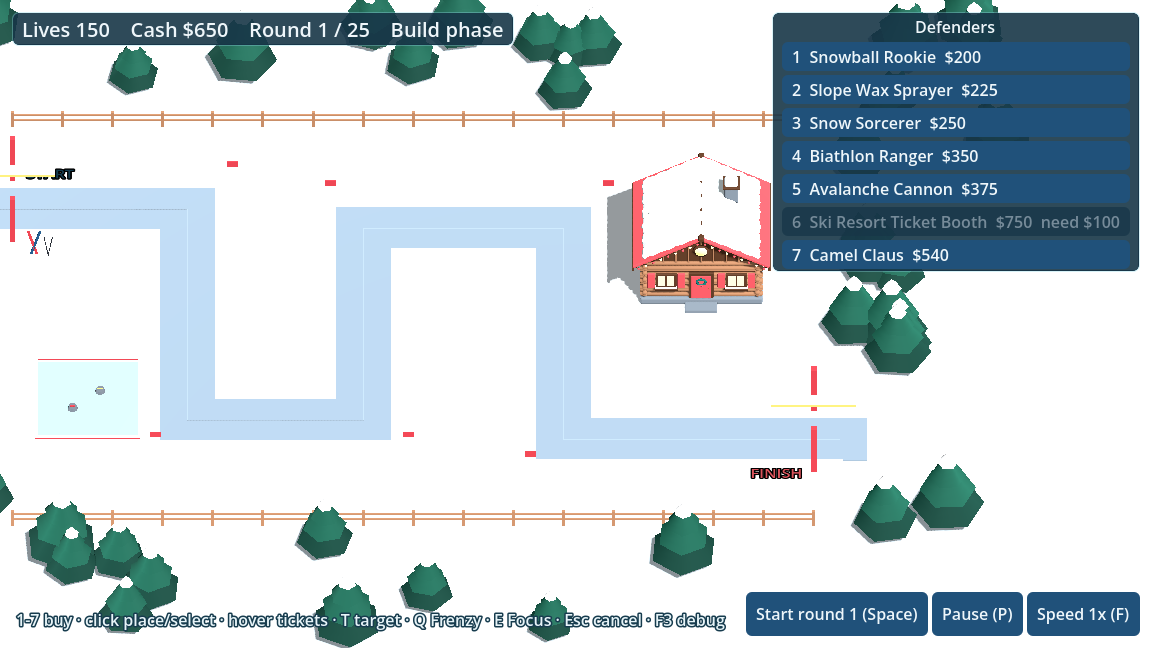 Lives 150 Cash $650 Round 1 / 25 Build phase
Defenders
1 Snowball Rookie $200
2 Slope Wax Sprayer $225
3 Snow Sorcerer $250
4 Biathlon Ranger $350
5 Avalanche Cannon $375
6 Ski Resort Ticket Booth $750 need $100
7 Camel Claus $540
FINISH
1-7 buy · click place/select · hover tickets · T target · Q Frenzy · E Focus · Esc cancel · F3 debug
Start round 1 (Space)
Pause (P)
Speed 1x (F)